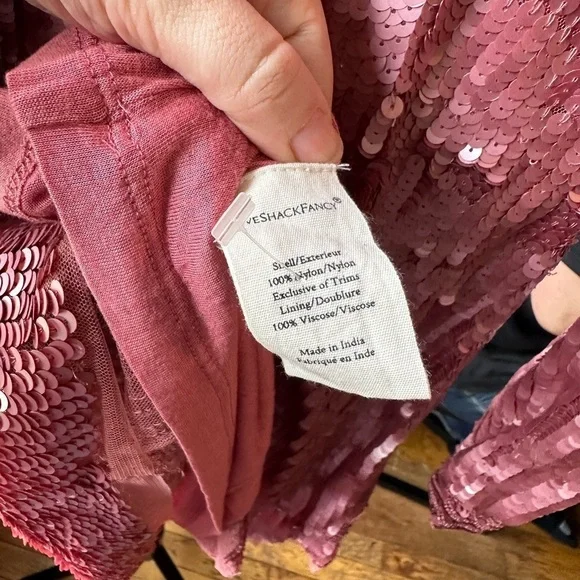 VESHACKFANCY®
Shell/Exterieur
100% Nylon/Nylon
Exclusive of Trims
Lining/Doublure
100% Viscose/Viscose
Made in India
Fabriqué en Inde